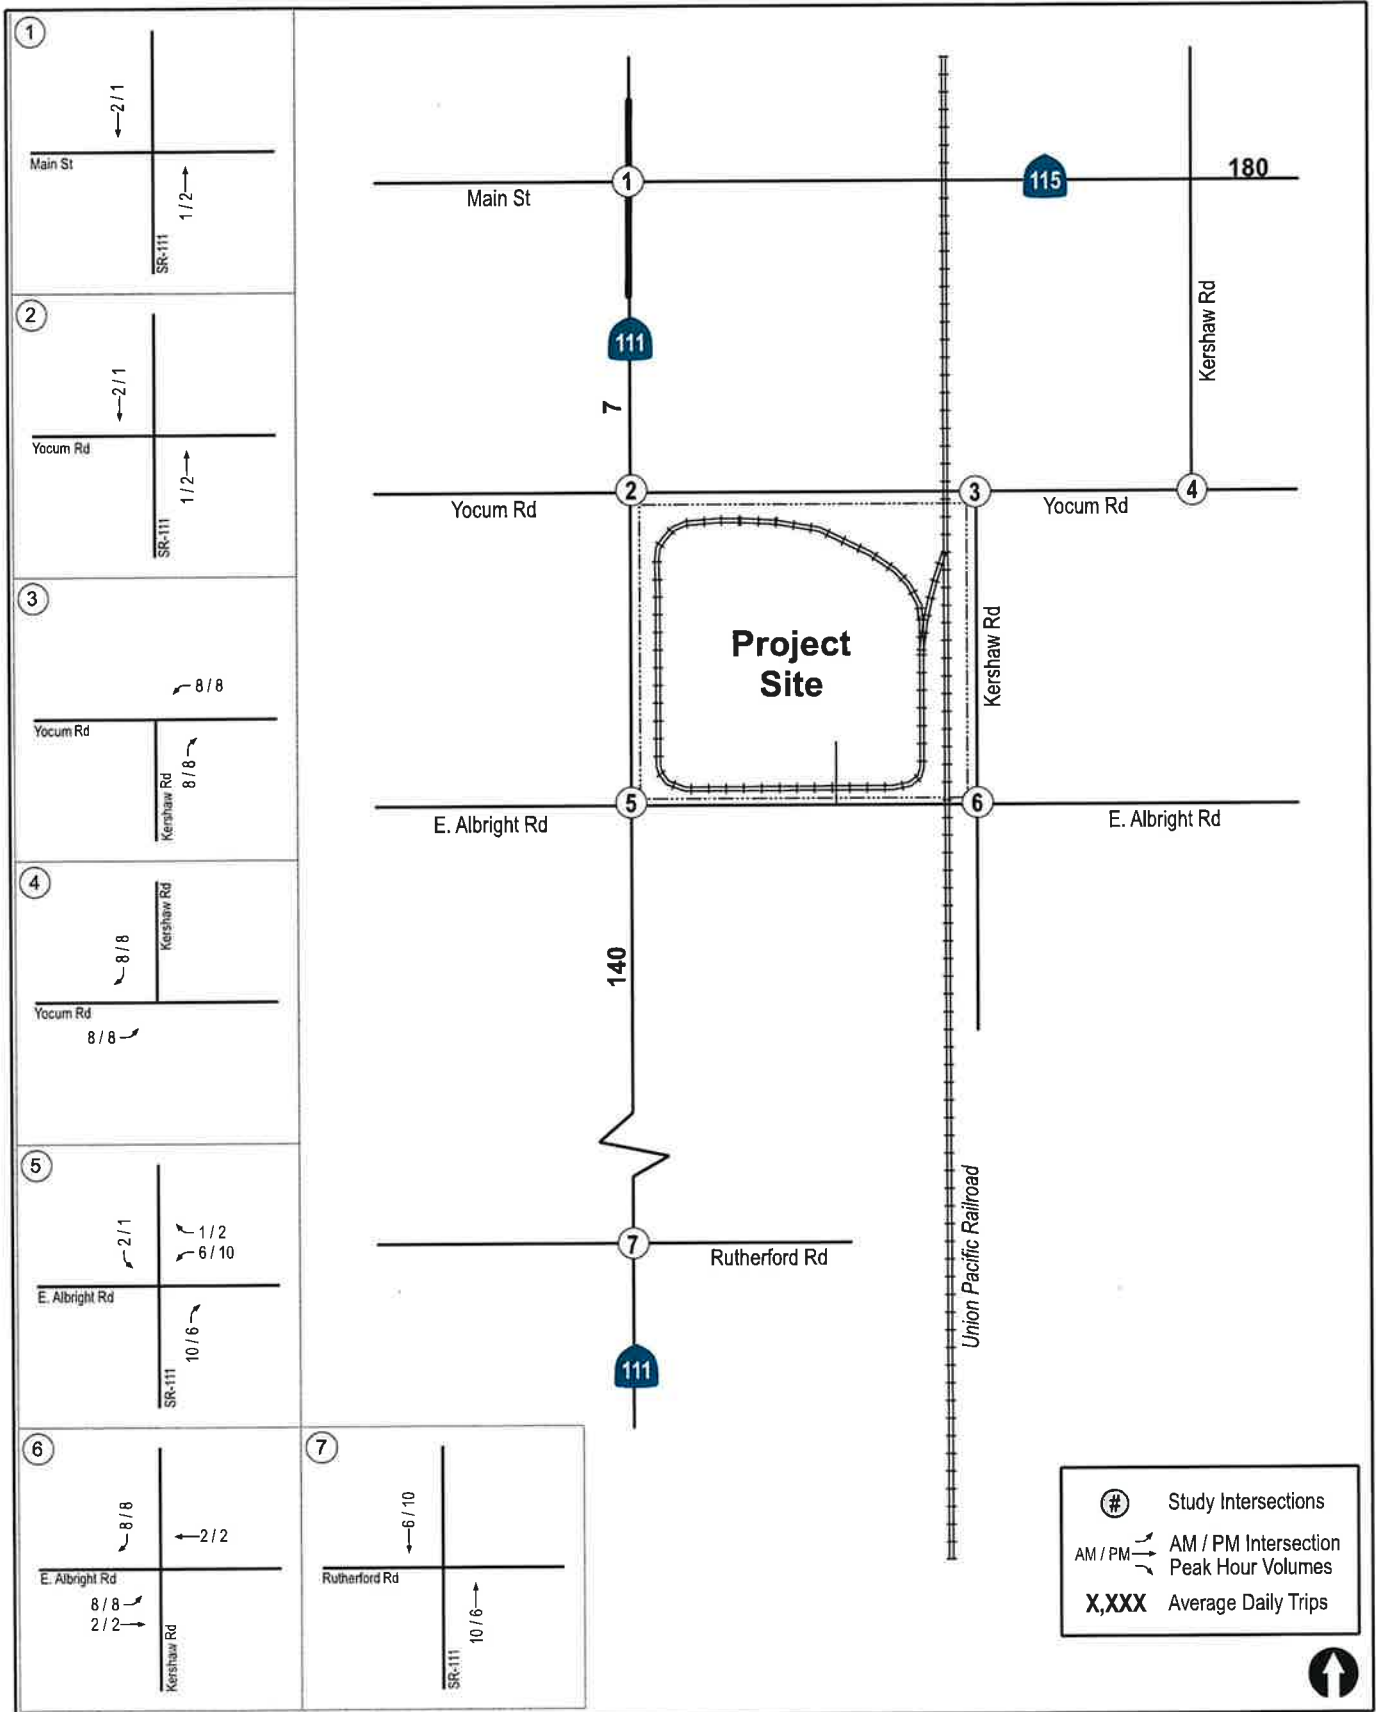 1
2 / 1
Main St
1 / 2
SR-111
2
2 / 1
Yocum Rd
1 / 2
SR-111
3
8 / 8
Yocum Rd
8 / 8
Kershaw Rd
4
Kershaw Rd
8 / 8
Yocum Rd
8 / 8
5
2 / 1
1 / 2
6 / 10
E. Albright Rd
10 / 6
SR-111
6
8 / 8
2 / 2
E. Albright Rd
8 / 8
2 / 2
Kershaw Rd
7
6 / 10
Rutherford Rd
10 / 6
SR-111
1
Main St
115
180
Kershaw Rd
111
7
2
Yocum Rd
3
Yocum Rd
4
Project
Site
Kershaw Rd
5
E. Albright Rd
6
E. Albright Rd
140
Union Pacific Railroad
7
Rutherford Rd
111
# Study Intersections
AM / PM AM / PM Intersection
Peak Hour Volumes
X,XXX Average Daily Trips